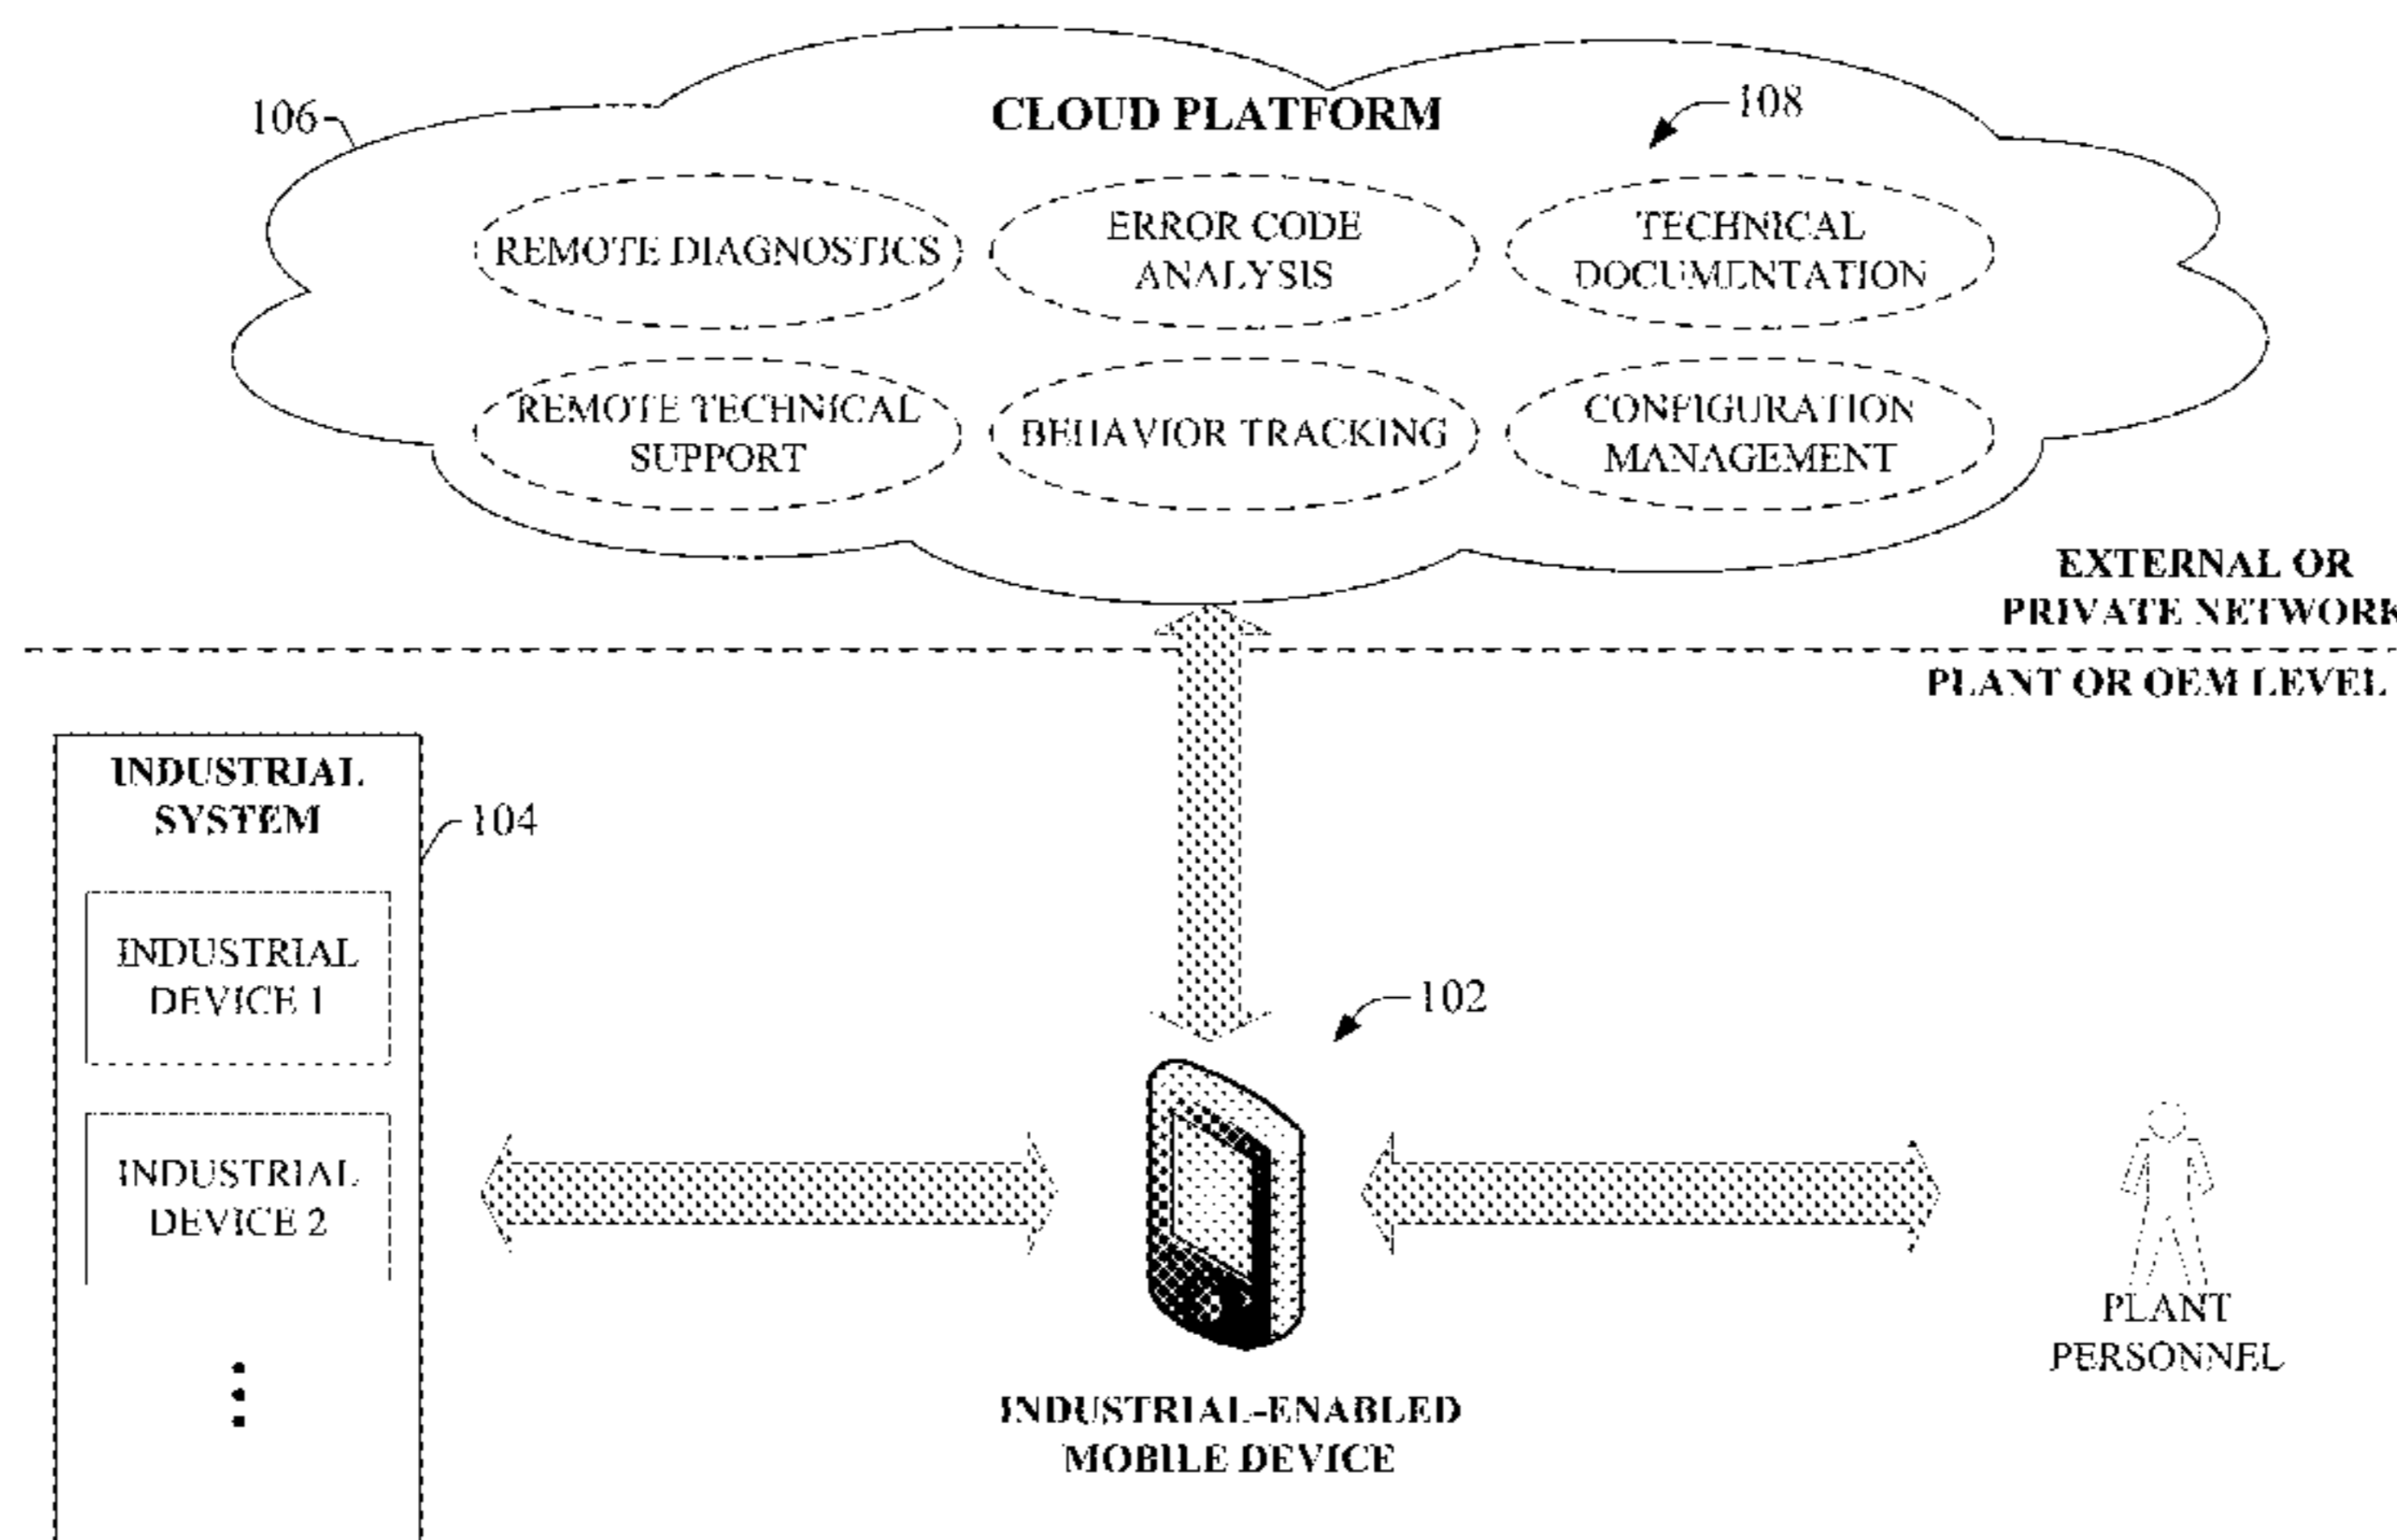 CLOUD PLATFORM
106
108
REMOTE DIAGNOSTICS
ERROR CODE
ANALYSIS
TECHNICAL
DOCUMENTATION
REMOTE TECHNICAL
SUPPORT
BEHAVIOR TRACKING
CONFIGURATION
MANAGEMENT
EXTERNAL OR
PRIVATE NETWORK
PLANT OR OEM LEVEL
INDUSTRIAL
SYSTEM
104
INDUSTRIAL
DEVICE 1
INDUSTRIAL
DEVICE 2
102
INDUSTRIAL-ENABLED
MOBILE DEVICE
PLANT
PERSONNEL